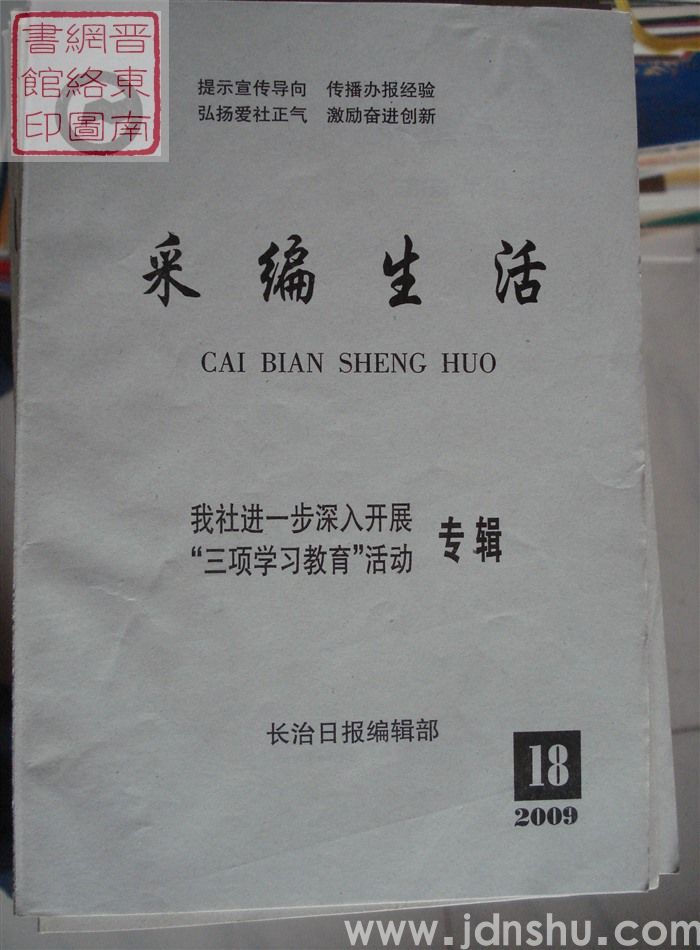 晋東南
網絡圖
書館印
提示宣传导向 传播办报经验
弘扬爱社正气 激励奋进创新
采编生活
CAI BIAN SHENG HUO
我社进一步深入开展
“三项学习教育”活动
专辑
长治日报编辑部
18
2009
www.jdnshu.com